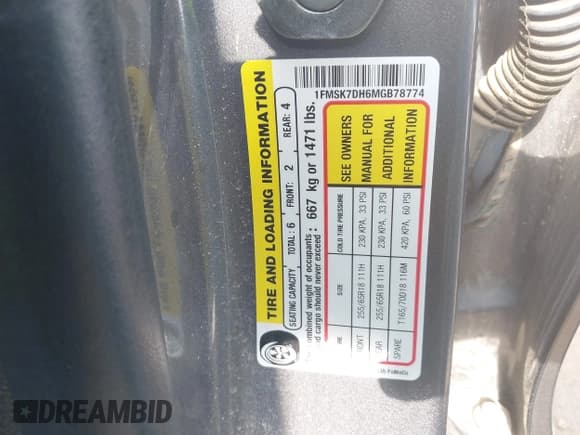 1FMSK7DH6MGB78774
TIRE AND LOADING INFORMATION
SEATING CAPACITY TOTAL: 6 FRONT: 2 REAR: 4
combined weight of occupants
and cargo should never exceed : 667 kg or 1471 lbs.
SIZE COLD TIRE PRESSURE
255/65R18 111H 230 KPA, 33 PSI
255/65R18 111H 230 KPA, 33 PSI
SPARE T165/70D18 116M 420 KPA, 60 PSI
SEE OWNERS
MANUAL FOR
ADDITIONAL
INFORMATION
DREAMBID